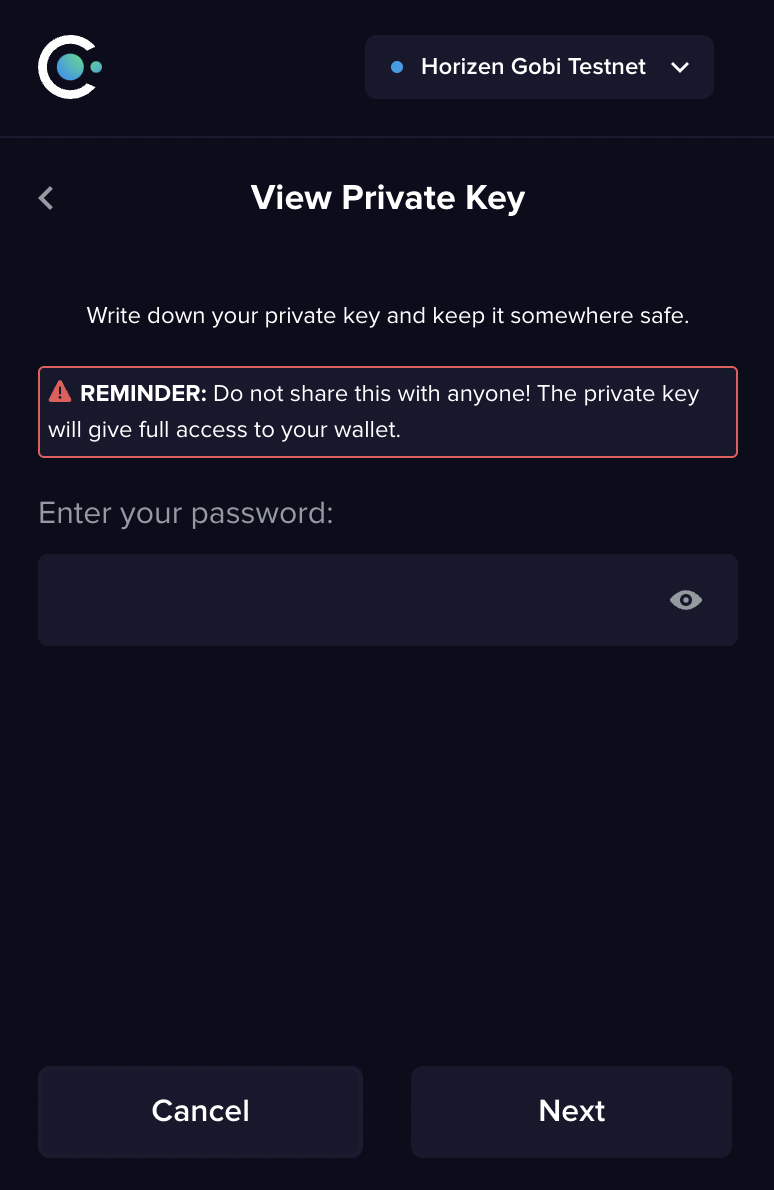 Horizen Gobi Testnet
View Private Key
Write down your private key and keep it somewhere safe.
REMINDER: Do not share this with anyone! The private key
will give full access to your wallet.
Enter your password:
Cancel
Next